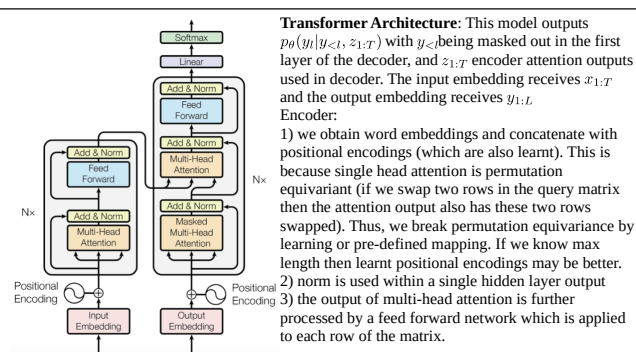 Softmax
Linear
Add & Norm
Feed
Forward
Add & Norm
Multi-Head
Attention
Add & Norm
Masked
Multi-Head
Attention
Nx
Positional
Encoding
Output
Embedding
Add & Norm
Feed
Forward
Add & Norm
Multi-Head
Attention
Nx
Positional
Encoding
Input
Embedding
Transformer Architecture: This model outputs
pθ(yl|y<l, z1:T) with y<l being masked out in the first
layer of the decoder, and z1:T encoder attention outputs
used in decoder. The input embedding receives x1:T
and the output embedding receives y1:L
Encoder:
1) we obtain word embeddings and concatenate with
positional encodings (which are also learnt). This is
because single head attention is permutation
equivariant (if we swap two rows in the query matrix
then the attention output also has these two rows
swapped). Thus, we break permutation equivariance by
learning or pre-defined mapping. If we know max
length then learnt positional encodings may be better.
2) norm is used within a single hidden layer output
3) the output of multi-head attention is further
processed by a feed forward network which is applied
to each row of the matrix.